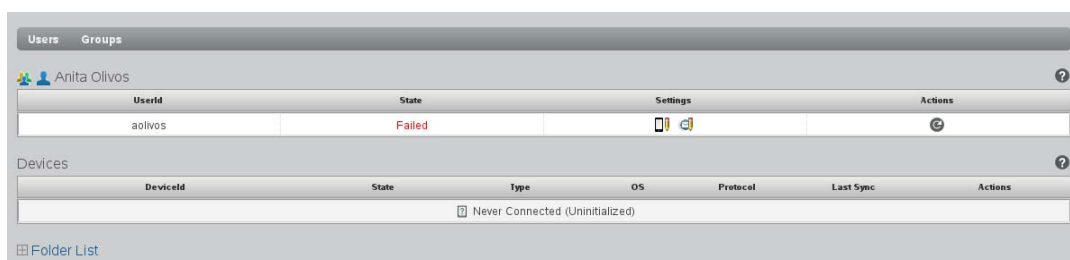 Users Groups
Anita Olivos
UserId State Settings Actions
aolivos Failed
Devices
DeviceId State Type OS Protocol Last Sync Actions
Never Connected (Uninitialized)
Folder List